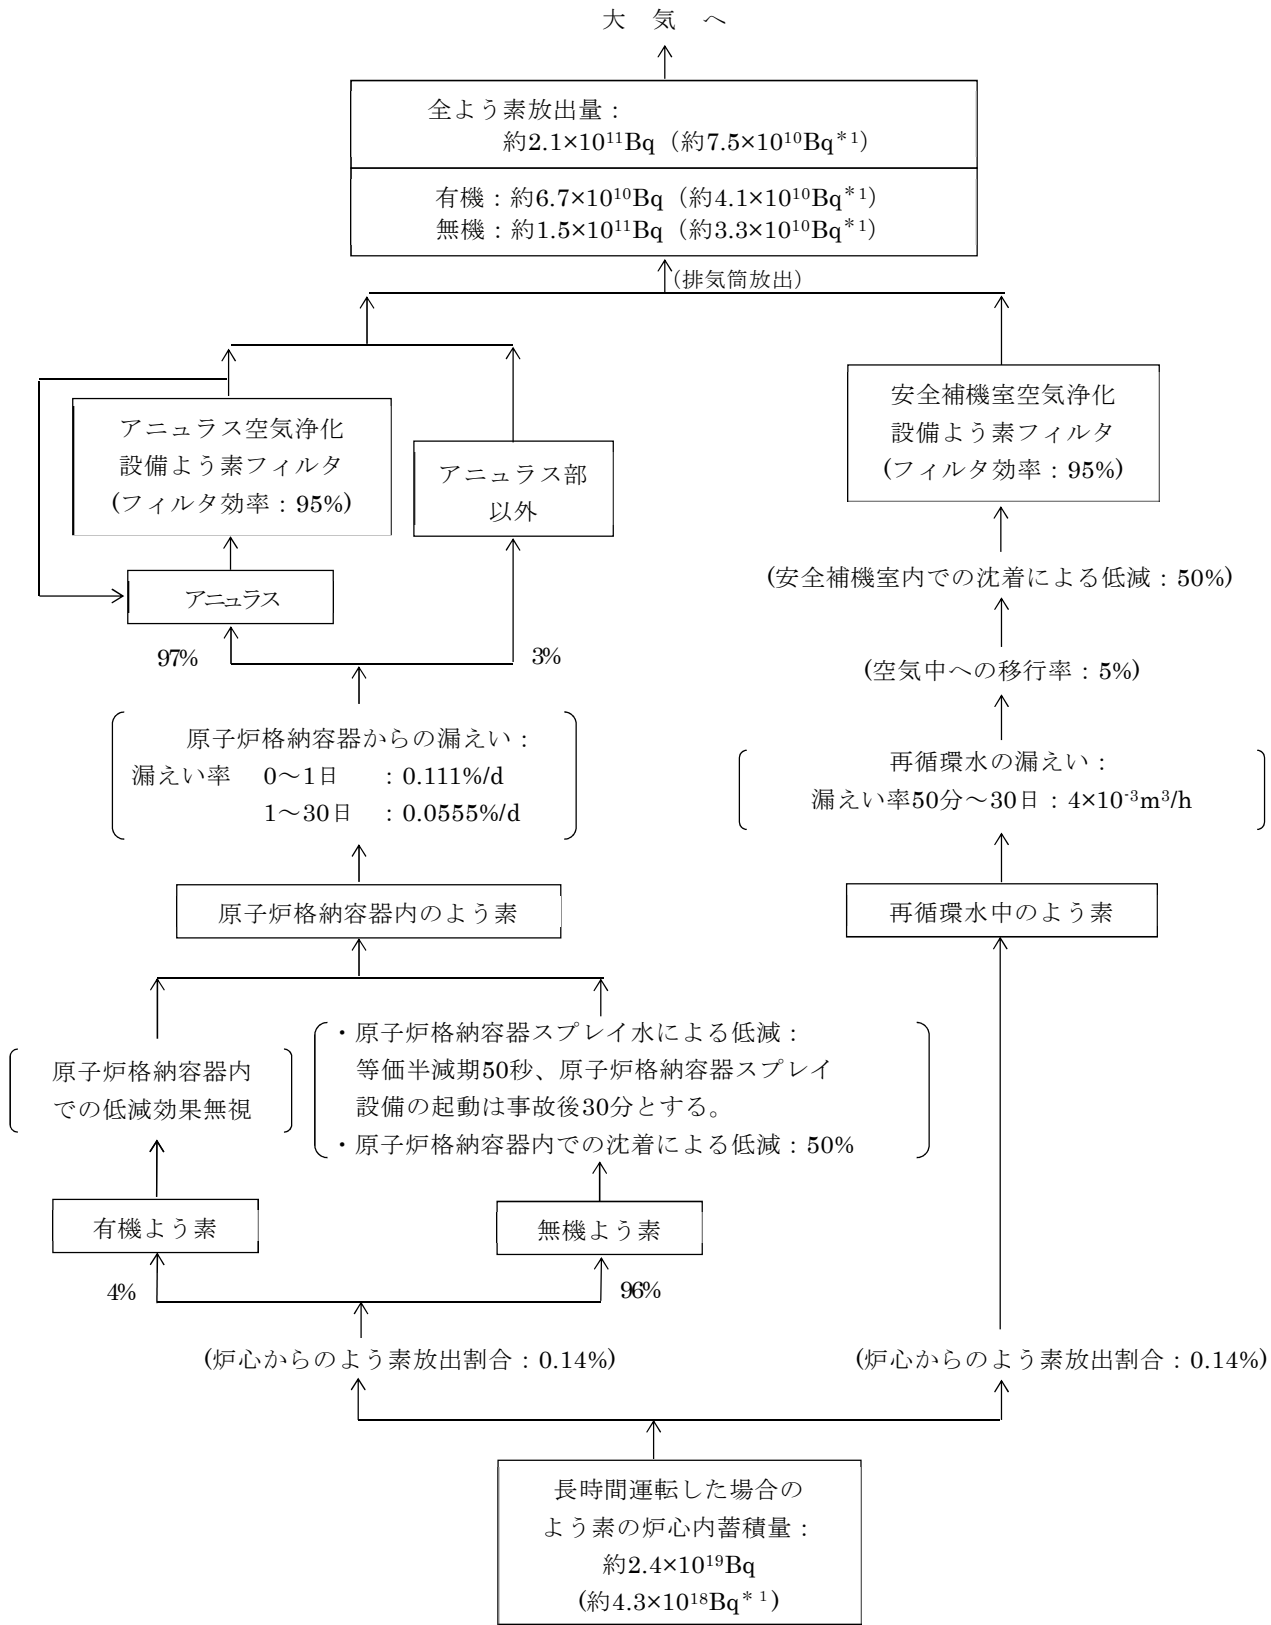 大 気 へ
全よう素放出量：
約2.1×10¹¹Bq（約7.5×10¹⁰Bq*¹）
有機：約6.7×10¹⁰Bq（約4.1×10¹⁰Bq*¹）
無機：約1.5×10¹¹Bq（約3.3×10¹⁰Bq*¹）
(排気筒放出)
アニュラス空気浄化
設備よう素フィルタ
(フィルタ効率：95%)
アニュラス部
以外
安全補機室空気浄化
設備よう素フィルタ
(フィルタ効率：95%)
アニュラス
(安全補機室内での沈着による低減：50%)
97%
3%
(空気中への移行率：5%)
原子炉格納容器からの漏えい：
漏えい率 0～1日 ：0.111%/d
1～30日 ：0.0555%/d
再循環水の漏えい：
漏えい率50分～30日：4×10⁻³m³/h
原子炉格納容器内のよう素
再循環水中のよう素
原子炉格納容器内
での低減効果無視
・原子炉格納容器スプレイ水による低減：
等価半減期50秒、原子炉格納容器スプレイ
設備の起動は事故後30分とする。
・原子炉格納容器内での沈着による低減：50%
有機よう素
無機よう素
4%
96%
(炉心からのよう素放出割合：0.14%)
(炉心からのよう素放出割合：0.14%)
長時間運転した場合の
よう素の炉心内蓄積量：
約2.4×10¹⁹Bq
(約4.3×10¹⁸Bq*¹)